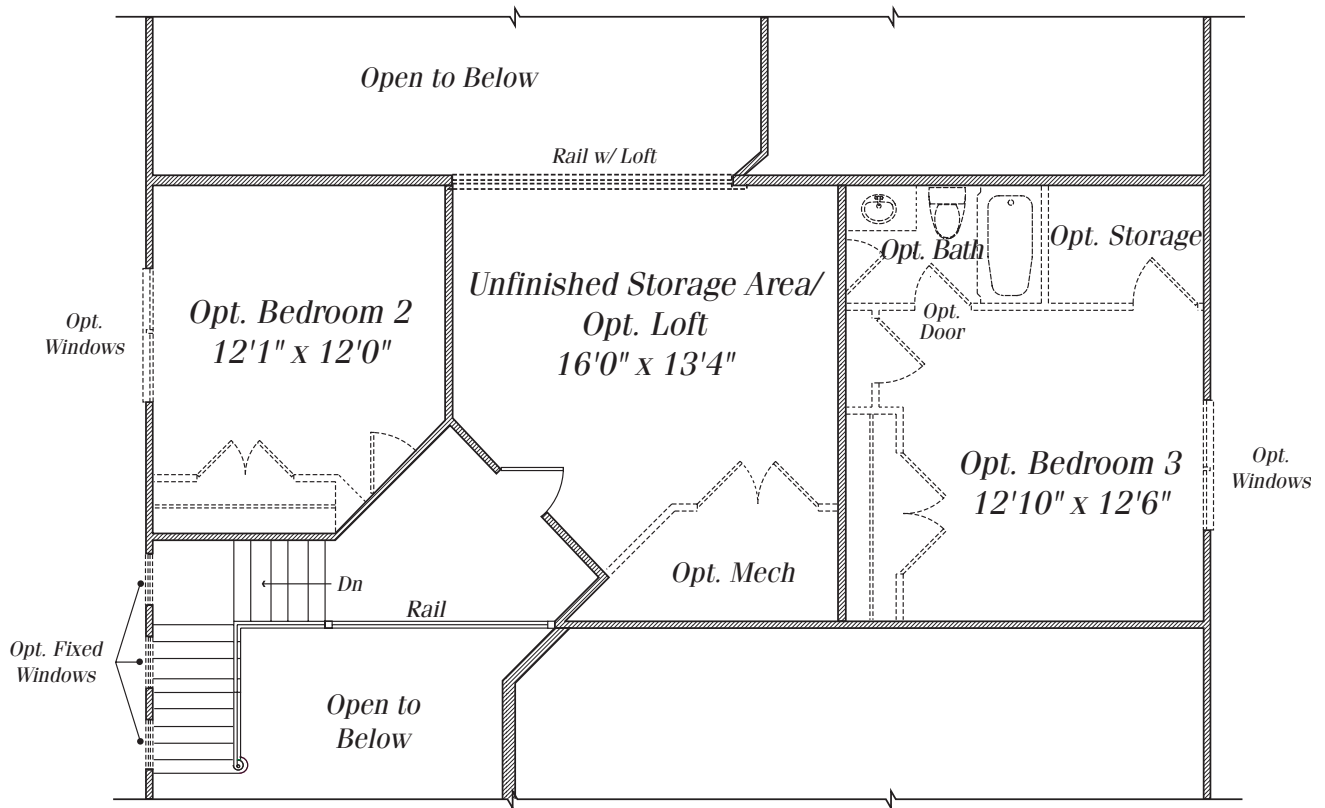 Open to Below
Rail w/ Loft
Opt. Bath
Opt. Storage
Unfinished Storage Area/
Opt. Loft
16'0" x 13'4"
Opt. Bedroom 2
12'1" x 12'0"
Opt.
Windows
Opt.
Door
Opt. Bedroom 3
12'10" x 12'6"
Opt.
Windows
Opt. Mech
Dn
Rail
Opt. Fixed
Windows
Open to
Below